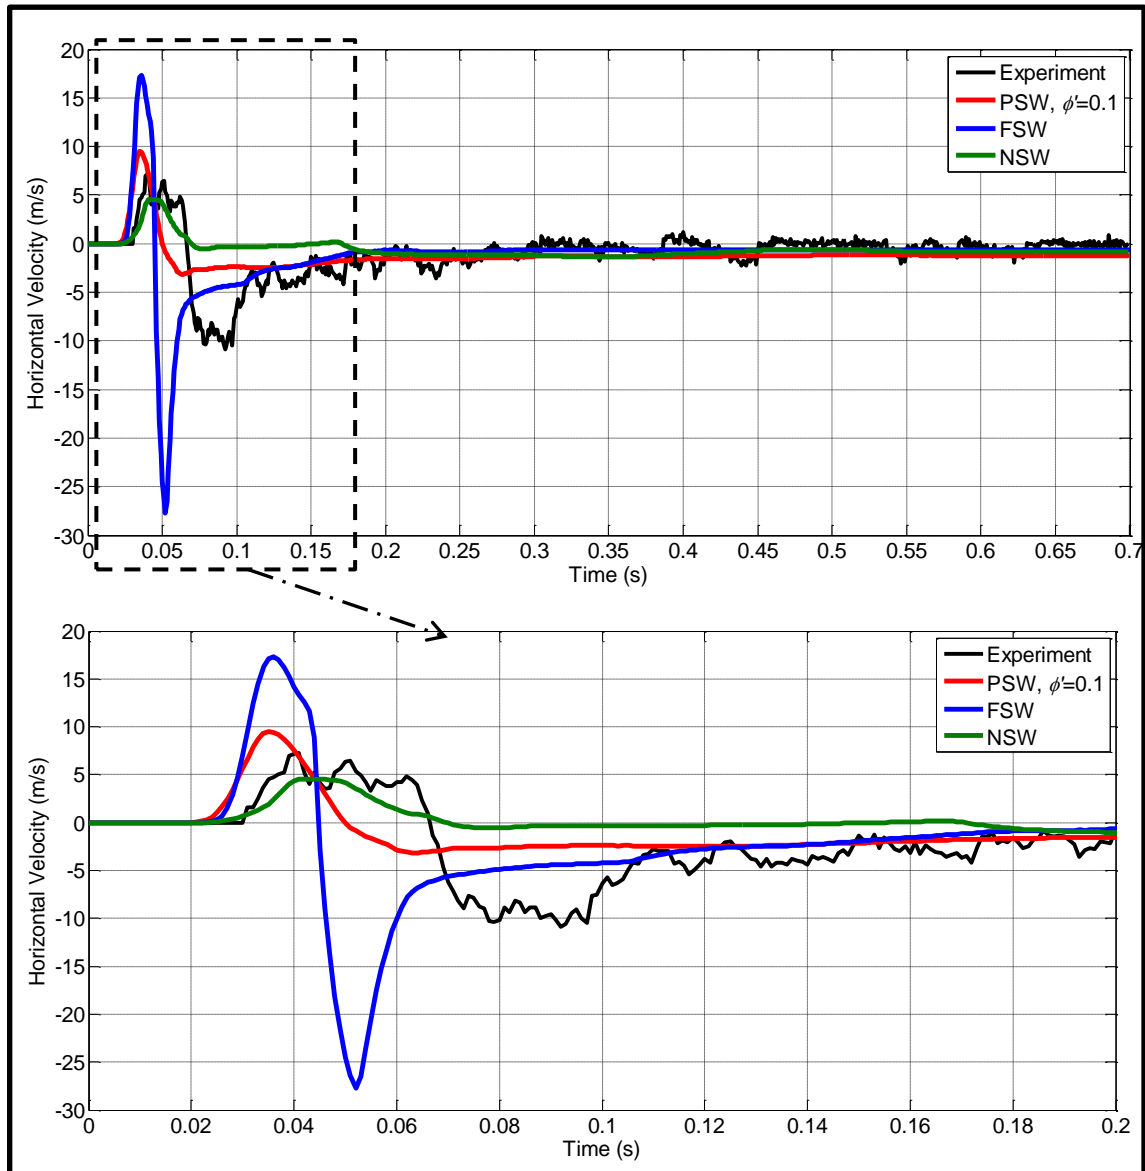 20
15
10
5
0
-5
-10
-15
-20
-25
-30
Horizontal Velocity (m/s)
Experiment
PSW, ϕ'=0.1
FSW
NSW
0 0.05 0.1 0.15 0.2 0.25 0.3 0.35 0.4 0.45 0.5 0.55 0.6 0.65 0.7
Time (s)
20
15
10
5
0
-5
-10
-15
-20
-25
-30
Horizontal Velocity (m/s)
Experiment
PSW, ϕ'=0.1
FSW
NSW
0 0.02 0.04 0.06 0.08 0.1 0.12 0.14 0.16 0.18 0.2
Time (s)